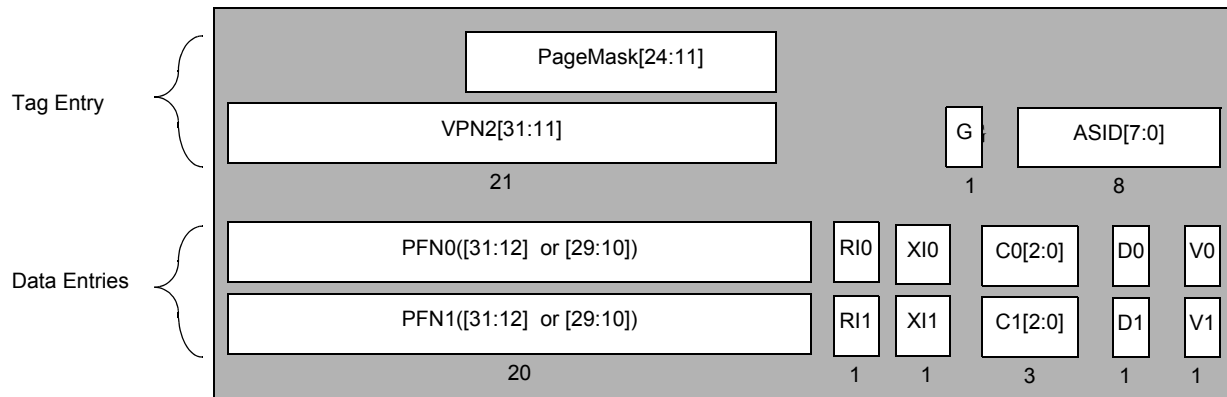 PageMask[24:11]
Tag Entry
VPN2[31:11]
G
ASID[7:0]
21
1
8
PFN0([31:12] or [29:10])
RI0
XI0
C0[2:0]
D0
V0
Data Entries
PFN1([31:12] or [29:10])
RI1
XI1
C1[2:0]
D1
V1
20
1
1
3
1
1